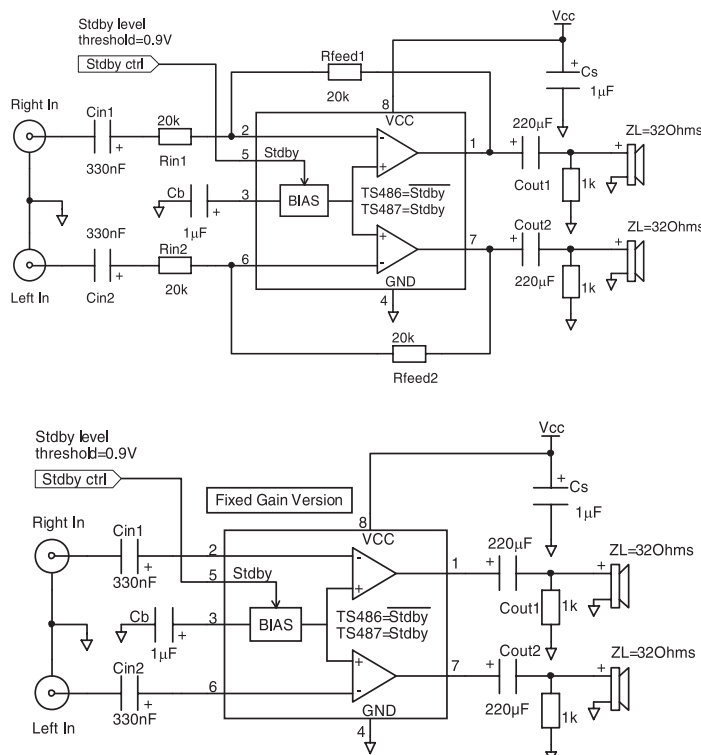 Stdby level
threshold=0.9V
Stdby ctrl
Vcc
Rfeed1
20k
+
Cs
1µF
Right In
Cin1
+
330nF
20k
Rin1
8
VCC
2
-
+
1
220µF
+
Cout1
ZL=32Ohms
+
1k
5
Stdby
Cb
+
1µF
3
BIAS
TS486=Stdby
TS487=Stdby
330nF
+
Cin2
Left In
Rin2
20k
6
+
-
7
Cout2
+
220µF
ZL=32Ohms
+
1k
GND
4
20k
Rfeed2
Stdby level
threshold=0.9V
Stdby ctrl
Fixed Gain Version
Vcc
+
Cs
1µF
Right In
Cin1
+
330nF
8
VCC
2
-
+
1
220µF
+
Cout1
ZL=32Ohms
+
1k
5
Stdby
Cb
+
1µF
3
BIAS
TS486=Stdby
TS487=Stdby
Cin2
+
330nF
Left In
6
+
-
7
Cout2
+
220µF
ZL=32Ohms
+
1k
GND
4